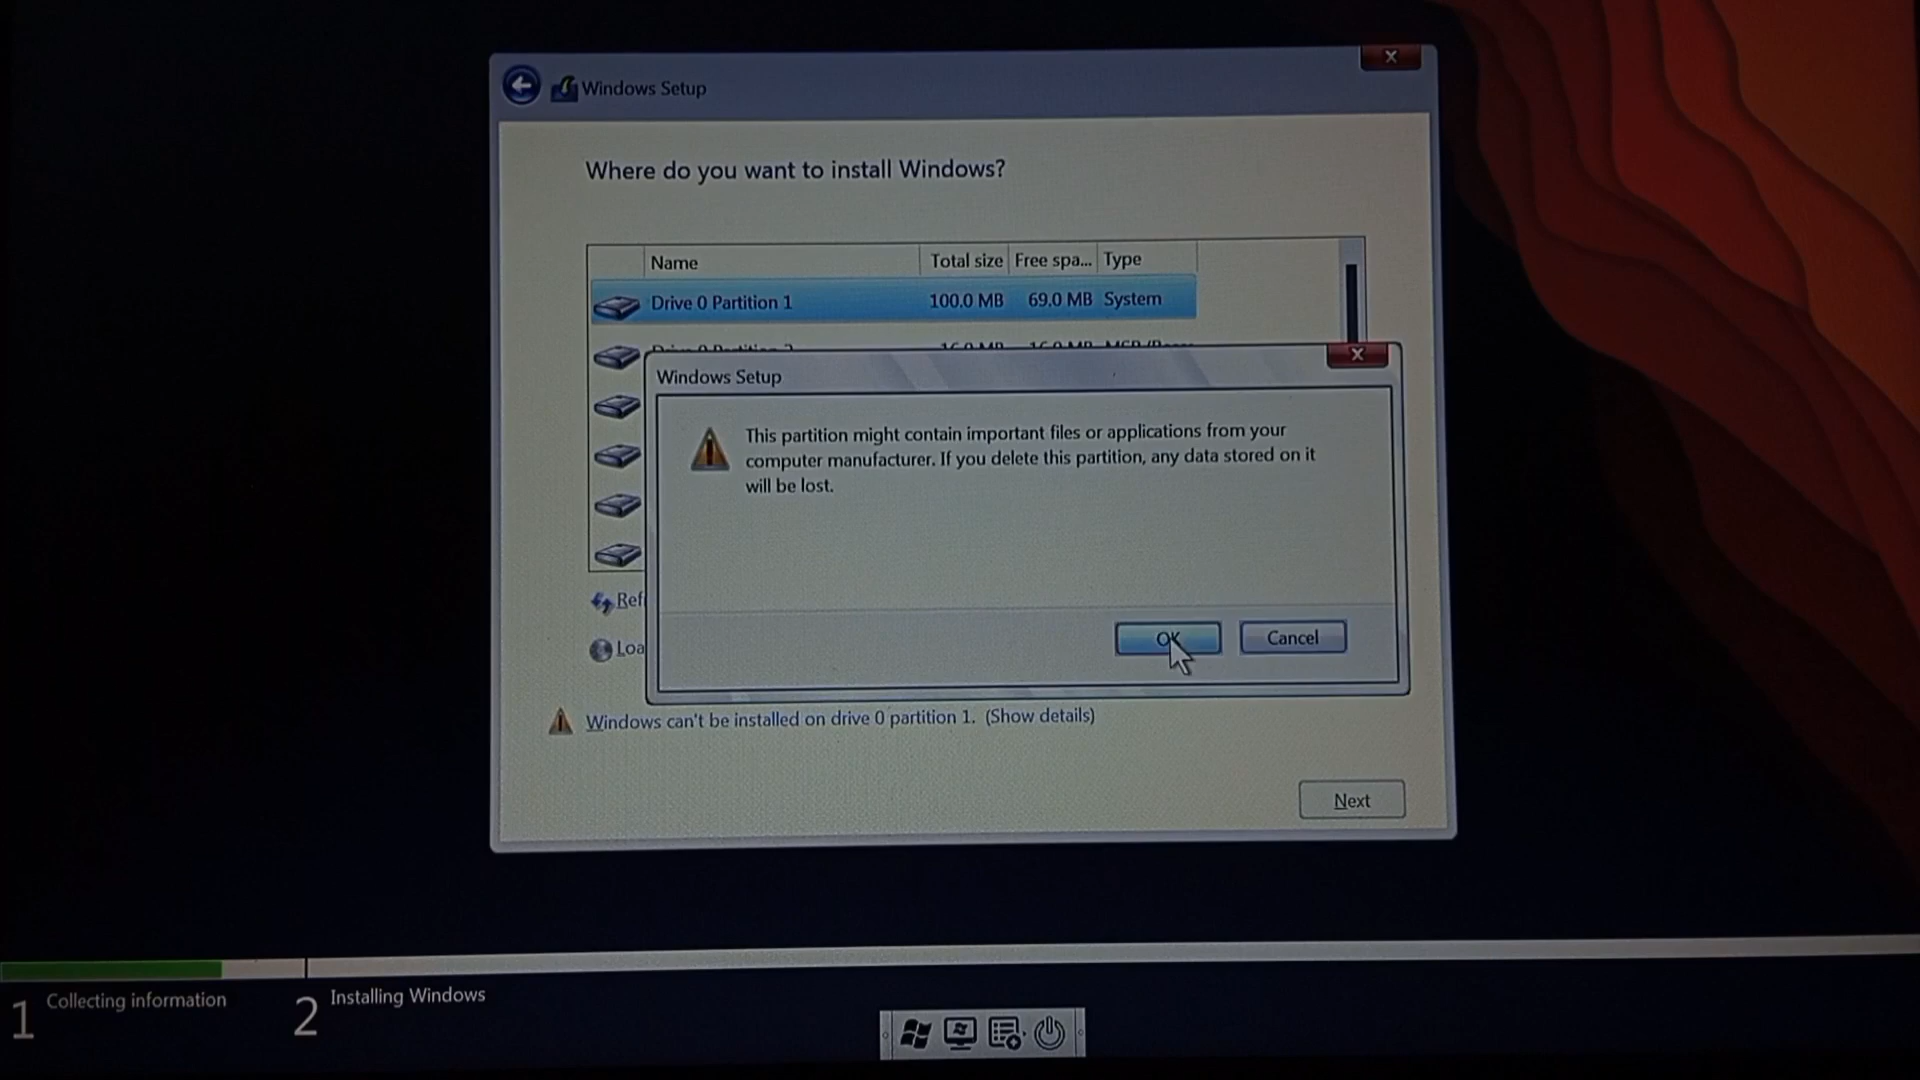 Windows Setup
Where do you want to install Windows?
Name Total size Free spa... Type
Drive 0 Partition 1 100.0 MB 69.0 MB System
Windows Setup
This partition might contain important files or applications from your
computer manufacturer. If you delete this partition, any data stored on it
will be lost.
OK Cancel
Windows can't be installed on drive 0 partition 1. (Show details)
Next
1 Collecting information 2 Installing Windows